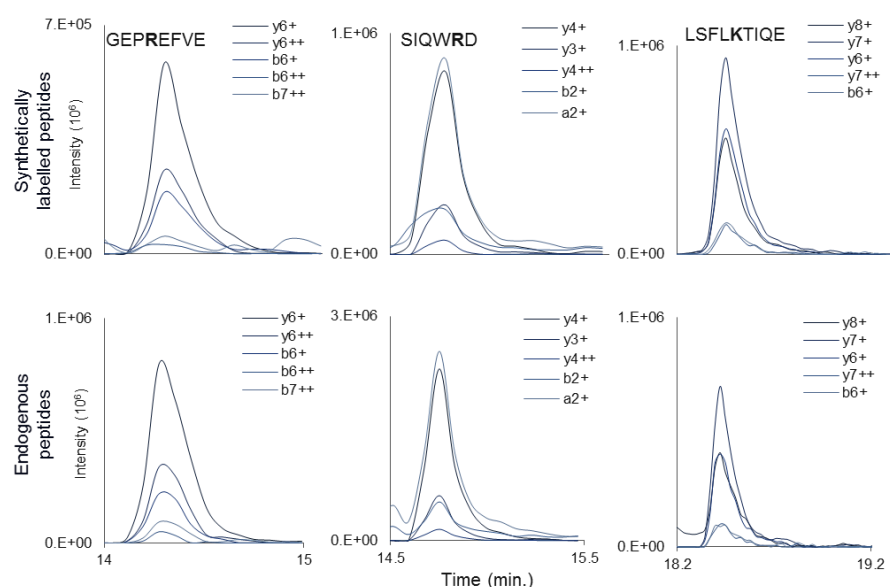 Synthetically
labelled peptides
Intensity (10⁶)
7.E+05
0.E+00
GEPREFVE
y6+
y6++
b6+
b6++
b7++
1.E+06
0.E+00
SIQWRD
y4+
y3+
y4++
b2+
a2+
1.E+06
0.E+00
LSFLKTIQE
y8+
y7+
y6+
y7++
b6+
Endogenous
peptides
Intensity (10⁶)
1.E+06
0.E+00
y6+
y6++
b6+
b6++
b7++
14
15
3.E+06
0.E+00
y4+
y3+
y4++
b2+
a2+
14.5
15.5
1.E+06
0.E+00
y8+
y7+
y6+
y7++
b6+
18.2
19.2
Time (min.)